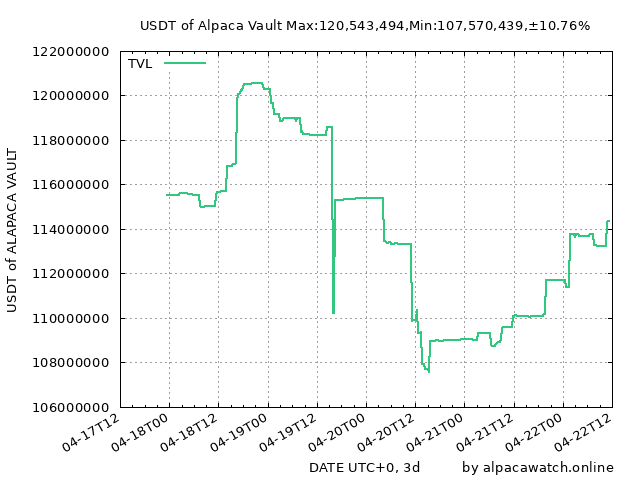 USDT of Alpaca Vault Max:120,543,494,Min:107,570,439,±10.76%
TVL
USDT of ALAPACA VAULT
122000000
120000000
118000000
116000000
114000000
112000000
110000000
108000000
106000000
04-17T12
04-18T00
04-18T12
04-19T00
04-19T12
04-20T00
04-20T12
04-21T00
04-21T12
04-22T00
04-22T12
DATE UTC+0, 3d by alpacawatch.online